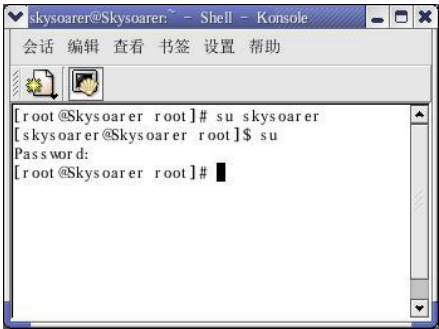 skysoarer@Skysoarer:~ - Shell - Konsole
会话 编辑 查看 书签 设置 帮助
[root@Skysoarer root]# su skysoarer
[skysoarer@Skysoarer root]$ su
Password:
[root@Skysoarer root]#